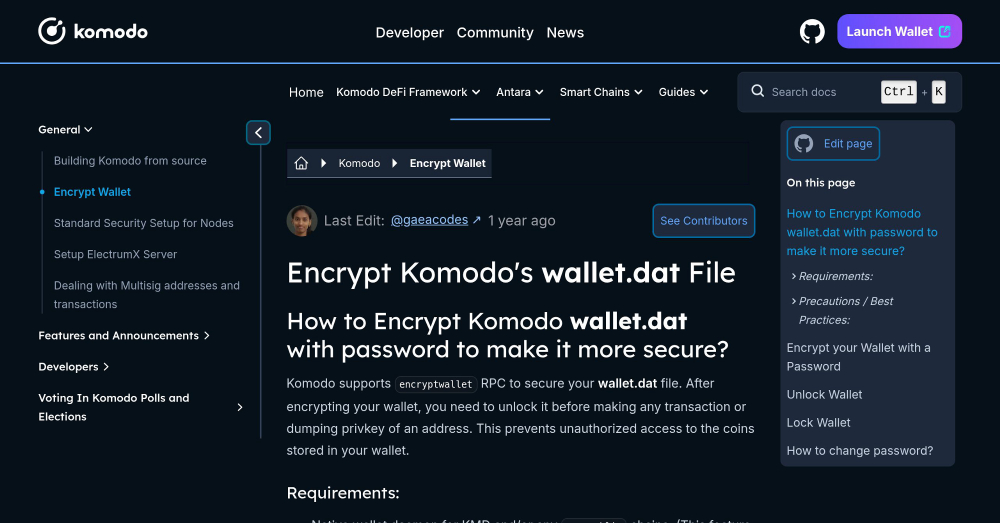 komodo
Developer Community News
Launch Wallet
Home Komodo DeFi Framework Antara Smart Chains Guides
Search docs Ctrl + K
General
Building Komodo from source
Encrypt Wallet
Standard Security Setup for Nodes
Setup ElectrumX Server
Dealing with Multisig addresses and
transactions
Features and Announcements
Developers
Voting In Komodo Polls and
Elections
Komodo Encrypt Wallet
Last Edit: @gaeacodes ↗ 1 year ago
See Contributors
Encrypt Komodo's wallet.dat File
How to Encrypt Komodo wallet.dat
with password to make it more secure?
Komodo supports encryptwallet RPC to secure your wallet.dat file. After
encrypting your wallet, you need to unlock it before making any transaction or
dumping privkey of an address. This prevents unauthorized access to the coins
stored in your wallet.
Requirements:
Edit page
On this page
How to Encrypt Komodo
wallet.dat with password to
make it more secure?
Requirements:
Precautions / Best
Practices:
Encrypt your Wallet with a
Password
Unlock Wallet
Lock Wallet
How to change password?